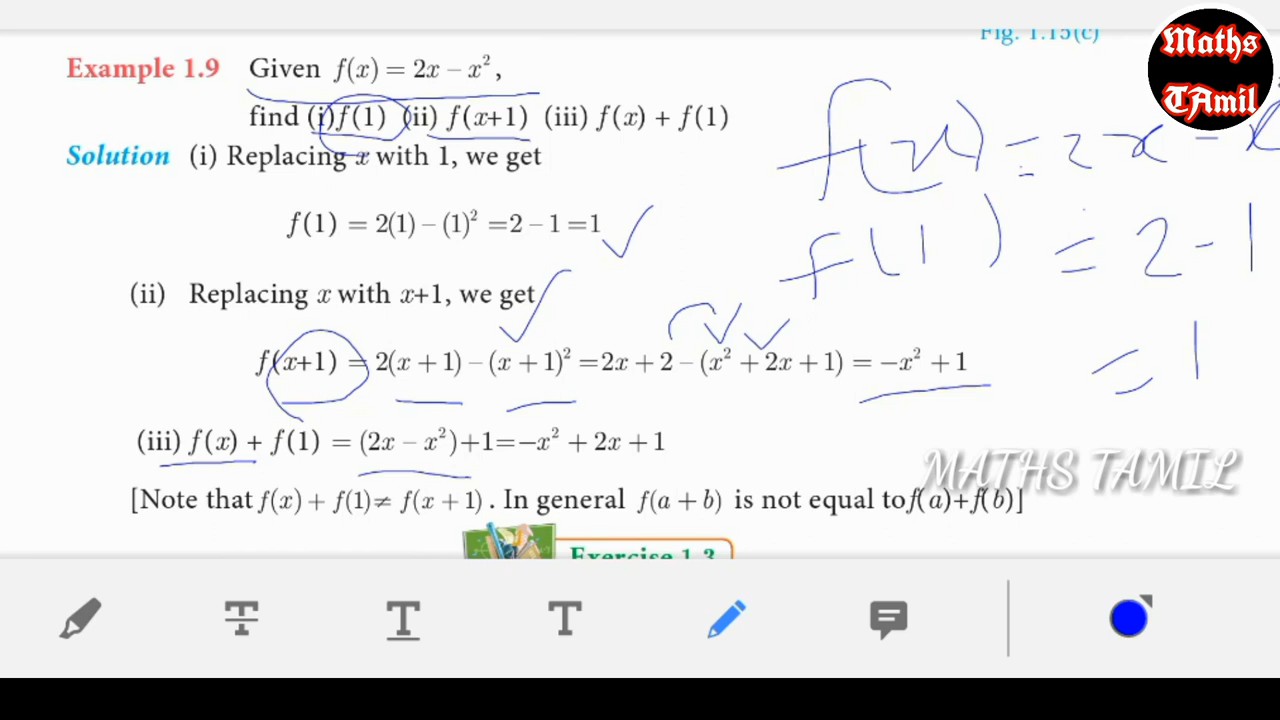 Fig. 1.15(c)
Maths
TAmil
Example 1.9 Given f(x) = 2x − x²,
find (i) f(1) (ii) f(x+1) (iii) f(x) + f(1)
Solution (i) Replacing x with 1, we get
f(1) = 2(1) − (1)² =2 − 1 =1
(ii) Replacing x with x+1, we get
f(x+1) = 2(x + 1) − (x + 1)² =2x + 2 − (x² + 2x + 1) = −x² + 1
(iii) f(x) + f(1) = (2x − x²)+1=−x² + 2x + 1
[Note that f(x) + f(1) ≠ f(x + 1) . In general f(a + b) is not equal to f(a)+f(b)]
Exercise 1.3
f(x) = 2x −
f(1) = 2 − 1
= 1
MATHS TAMIL
T
T
T